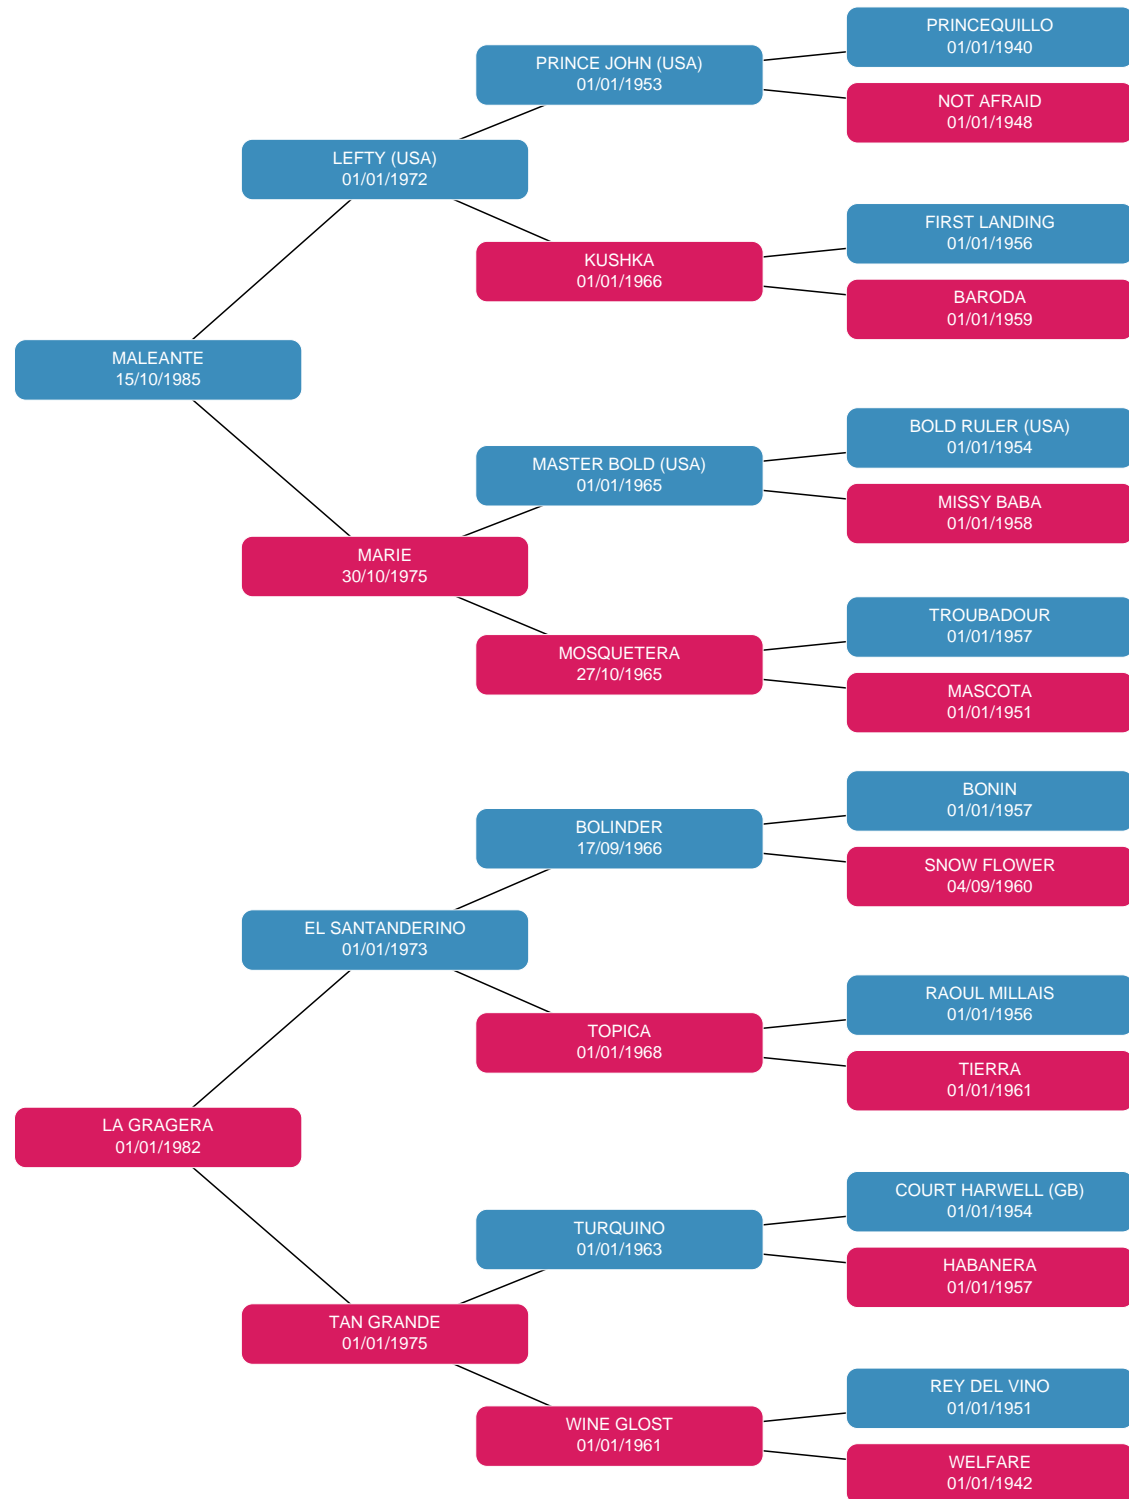 PRINCEQUILLO
01/01/1940
PRINCE JOHN (USA)
01/01/1953
NOT AFRAID
01/01/1948
LEFTY (USA)
01/01/1972
FIRST LANDING
01/01/1956
KUSHKA
01/01/1966
BARODA
01/01/1959
MALEANTE
15/10/1985
BOLD RULER (USA)
01/01/1954
MASTER BOLD (USA)
01/01/1965
MISSY BABA
01/01/1958
MARIE
30/10/1975
TROUBADOUR
01/01/1957
MOSQUETERA
27/10/1965
MASCOTA
01/01/1951
BONIN
01/01/1957
BOLINDER
17/09/1966
SNOW FLOWER
04/09/1960
EL SANTANDERINO
01/01/1973
RAOUL MILLAIS
01/01/1956
TOPICA
01/01/1968
TIERRA
01/01/1961
LA GRAGERA
01/01/1982
COURT HARWELL (GB)
01/01/1954
TURQUINO
01/01/1963
HABANERA
01/01/1957
TAN GRANDE
01/01/1975
REY DEL VINO
01/01/1951
WINE GLOST
01/01/1961
WELFARE
01/01/1942